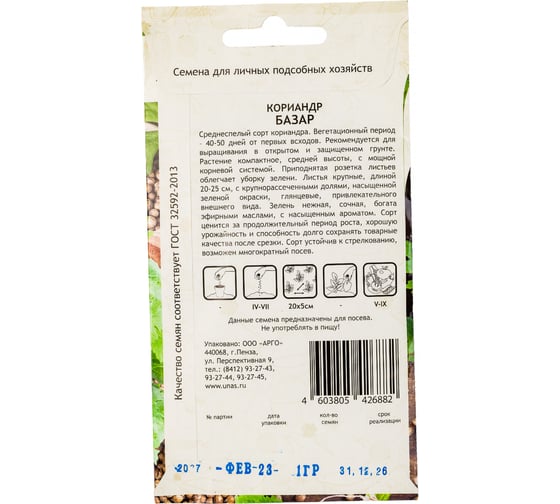 Семена для личных подсобных хозяйств
КОРИАНДР
БАЗАР
Среднеспелый сорт кориандра. Вегетационный период
- 40-50 дней от первых всходов. Рекомендуется для
выращивания в открытом и защищенном грунте.
Растение компактное, средней высоты, с мощной
корневой системой. Приподнятая розетка листьев
облегчает уборку зелени. Листья крупные, длиной
20-25 см, с крупнорассеченными долями, насыщенной
зеленой окраски, глянцевые, привлекательного
внешнего вида. Зелень нежная, сочная, богата
эфирными маслами, с насыщенным ароматом. Сорт
ценится за продолжительный период роста, хорошую
урожайность и способность долго сохранять товарные
качества после срезки. Сорт устойчив к стрелкованию,
возможен многократный посев.
- IV-VII 20х5см - V-IX
Данные семена предназначены для посева.
Не употреблять в пищу!
Упаковано: ООО «АРГО»
440068, г.Пенза,
ул. Перспективная 9,
тел.: (8412) 93-27-43,
93-27-44, 93-27-45,
www.unas.ru
4 603805 426882
№ партии дата упаковки кол-во семян срок реализации
- ФЕВ-23- 1ГР 31.12.26
Качество семян соответствует ГОСТ 32592-2013